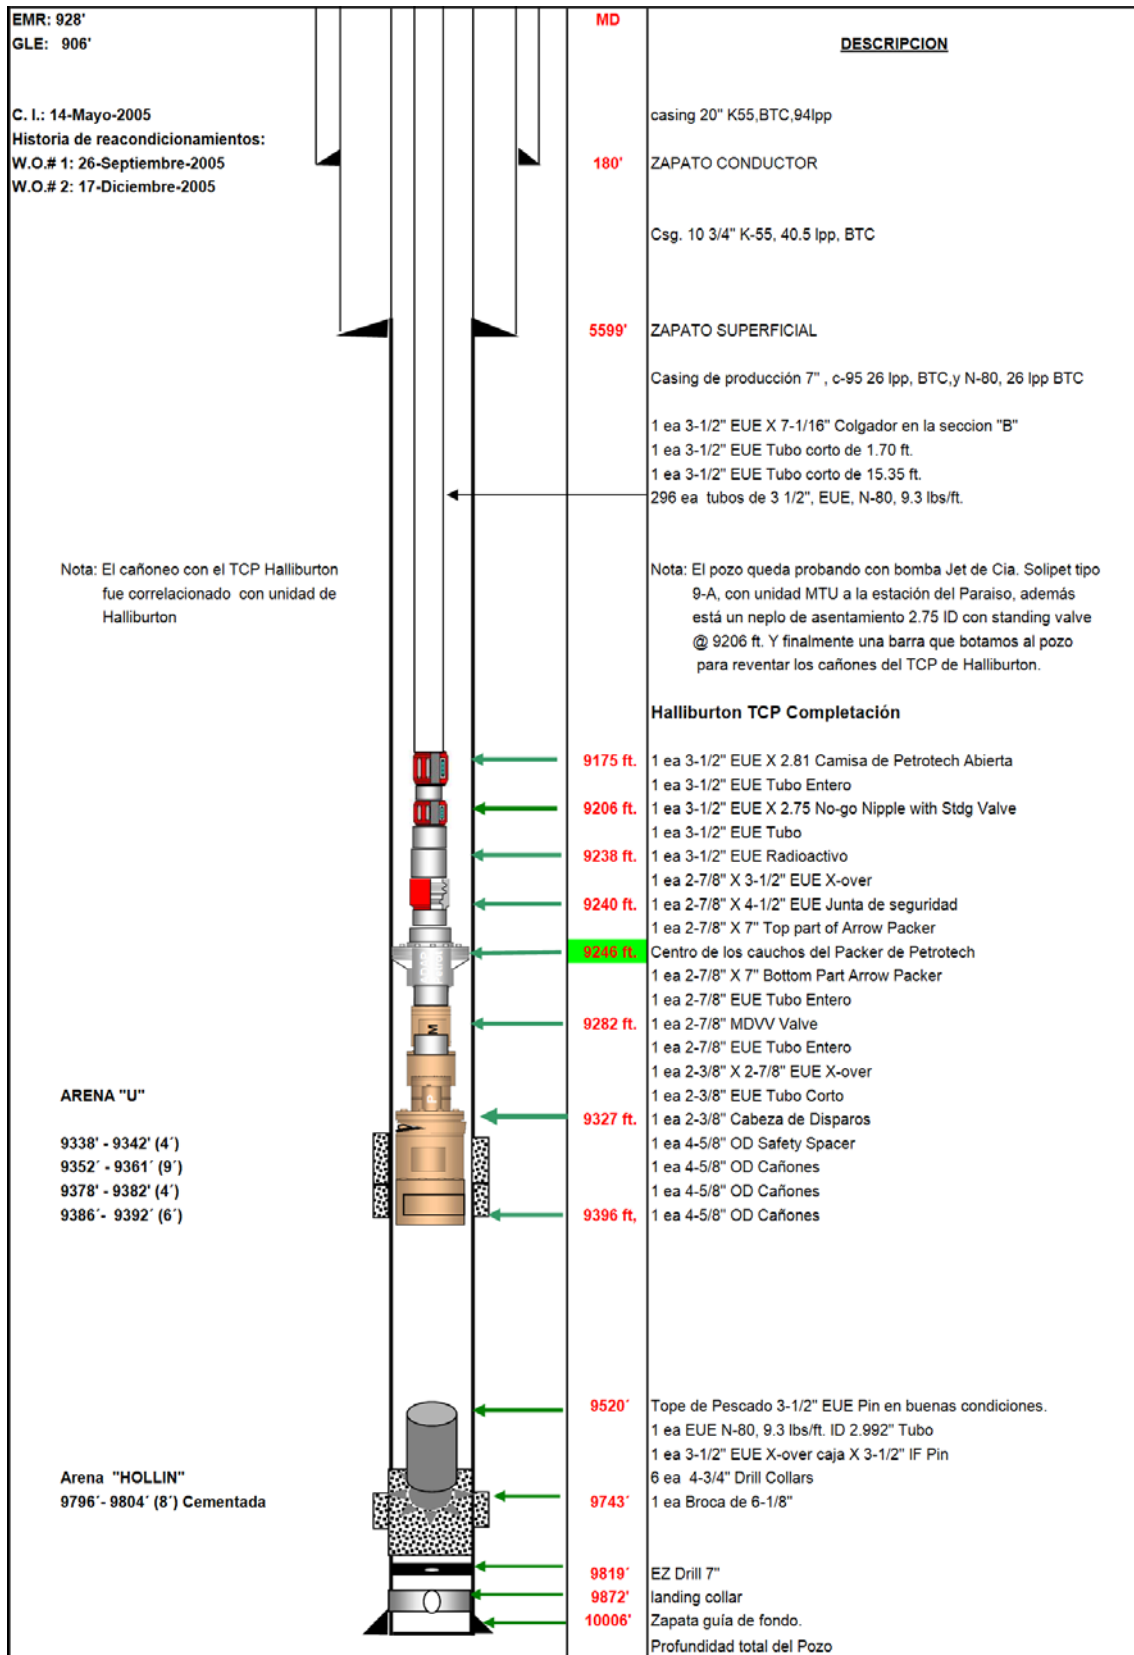 EMR: 928'
GLE: 906'
MD
DESCRIPCION
C. I.: 14-Mayo-2005
Historia de reacondicionamientos:
W.O.# 1: 26-Septiembre-2005
W.O.# 2: 17-Diciembre-2005
casing 20" K55,BTC,94lpp
180' ZAPATO CONDUCTOR
Csg. 10 3/4" K-55, 40.5 lpp, BTC
5599' ZAPATO SUPERFICIAL
Casing de producción 7" , c-95 26 lpp, BTC,y N-80, 26 lpp BTC
1 ea 3-1/2" EUE X 7-1/16" Colgador en la seccion "B"
1 ea 3-1/2" EUE Tubo corto de 1.70 ft.
1 ea 3-1/2" EUE Tubo corto de 15.35 ft.
296 ea tubos de 3 1/2", EUE, N-80, 9.3 lbs/ft.
Nota: El cañoneo con el TCP Halliburton
fue correlacionado con unidad de
Halliburton
Nota: El pozo queda probando con bomba Jet de Cia. Solipet tipo
9-A, con unidad MTU a la estación del Paraiso, además
está un neplo de asentamiento 2.75 ID con standing valve
@ 9206 ft. Y finalmente una barra que botamos al pozo
para reventar los cañones del TCP de Halliburton.
Halliburton TCP Completación
9175 ft. 1 ea 3-1/2" EUE X 2.81 Camisa de Petrotech Abierta
1 ea 3-1/2" EUE Tubo Entero
9206 ft. 1 ea 3-1/2" EUE X 2.75 No-go Nipple with Stdg Valve
1 ea 3-1/2" EUE Tubo
9238 ft. 1 ea 3-1/2" EUE Radioactivo
1 ea 2-7/8" X 3-1/2" EUE X-over
9240 ft. 1 ea 2-7/8" X 4-1/2" EUE Junta de seguridad
1 ea 2-7/8" X 7" Top part of Arrow Packer
9246 ft. Centro de los cauchos del Packer de Petrotech
1 ea 2-7/8" X 7" Bottom Part Arrow Packer
1 ea 2-7/8" EUE Tubo Entero
9282 ft. 1 ea 2-7/8" MDVV Valve
M
1 ea 2-7/8" EUE Tubo Entero
1 ea 2-3/8" X 2-7/8" EUE X-over
P
ARENA "U"
1 ea 2-3/8" EUE Tubo Corto
9327 ft. 1 ea 2-3/8" Cabeza de Disparos
9338' - 9342' (4´)
1 ea 4-5/8" OD Safety Spacer
9352´ - 9361´ (9´)
1 ea 4-5/8" OD Cañones
9378' - 9382' (4´)
1 ea 4-5/8" OD Cañones
9386´- 9392´ (6´)
9396 ft, 1 ea 4-5/8" OD Cañones
9520´ Tope de Pescado 3-1/2" EUE Pin en buenas condiciones.
1 ea EUE N-80, 9.3 lbs/ft. ID 2.992" Tubo
1 ea 3-1/2" EUE X-over caja X 3-1/2" IF Pin
Arena "HOLLIN"
6 ea 4-3/4" Drill Collars
9796´- 9804´ (8´) Cementada
9743´ 1 ea Broca de 6-1/8"
9819´ EZ Drill 7"
9872' landing collar
10006' Zapata guía de fondo.
Profundidad total del Pozo